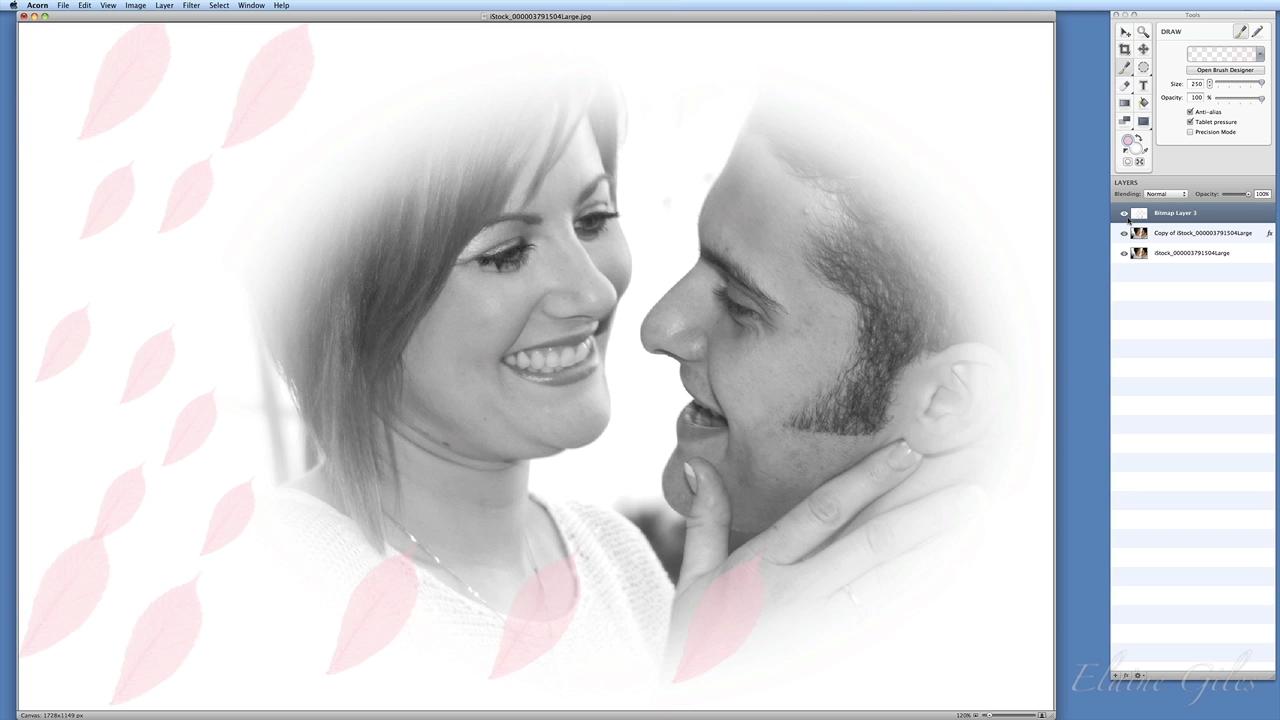 Acorn File Edit View Image Layer Filter Select Window Help
iStock_000003791504Large.jpg
Tools
DRAW
Open Brush Designer
Size: 250
Opacity: 100 %
Anti-alias
Tablet pressure
Precision Mode
LAYERS
Blending: Normal Opacity: 100%
Bitmap Layer 3
Copy of iStock_000003791504Large fx
iStock_000003791504Large
Elaine Giles
Canvas: 1728x1149 px
120%